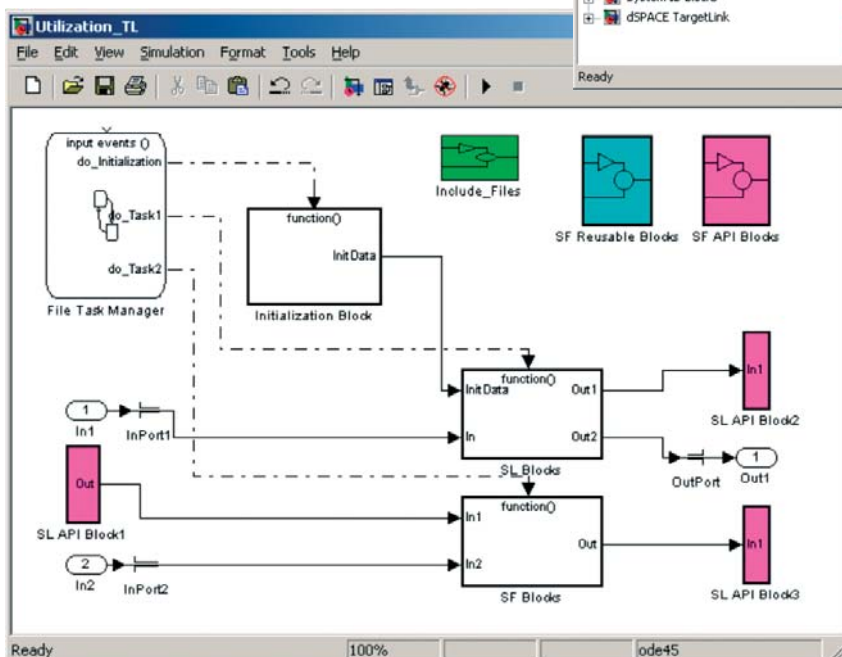 dSPACE TargetLink
Ready
Utilization_TL
File Edit View Simulation Format Tools Help
input events ()
do_Initialization
do_Task1
do_Task2
File Task Manager
function()
InitData
Initialization Block
Include_Files
SF Reusable Blocks
SF API Blocks
function()
InitData
Out1
In
Out2
SL Blocks
In1
SL API Block2
1
In1
InPort1
OutPort
1
Out1
Out
SL API Block1
function()
In1
Out
In2
SF Blocks
In1
SL API Block3
2
In2
InPort2
Ready
100%
ode45